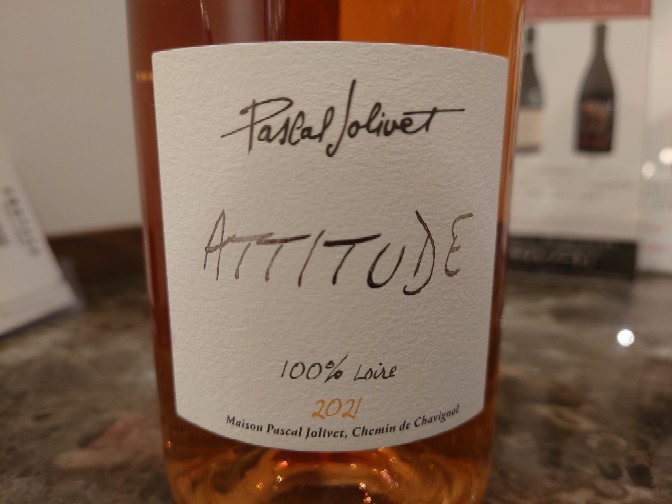 Pascal Jolivet
ATTITUDE
100% Loire
2021
Maison Pascal Jolivet, Chemin de Chavignol